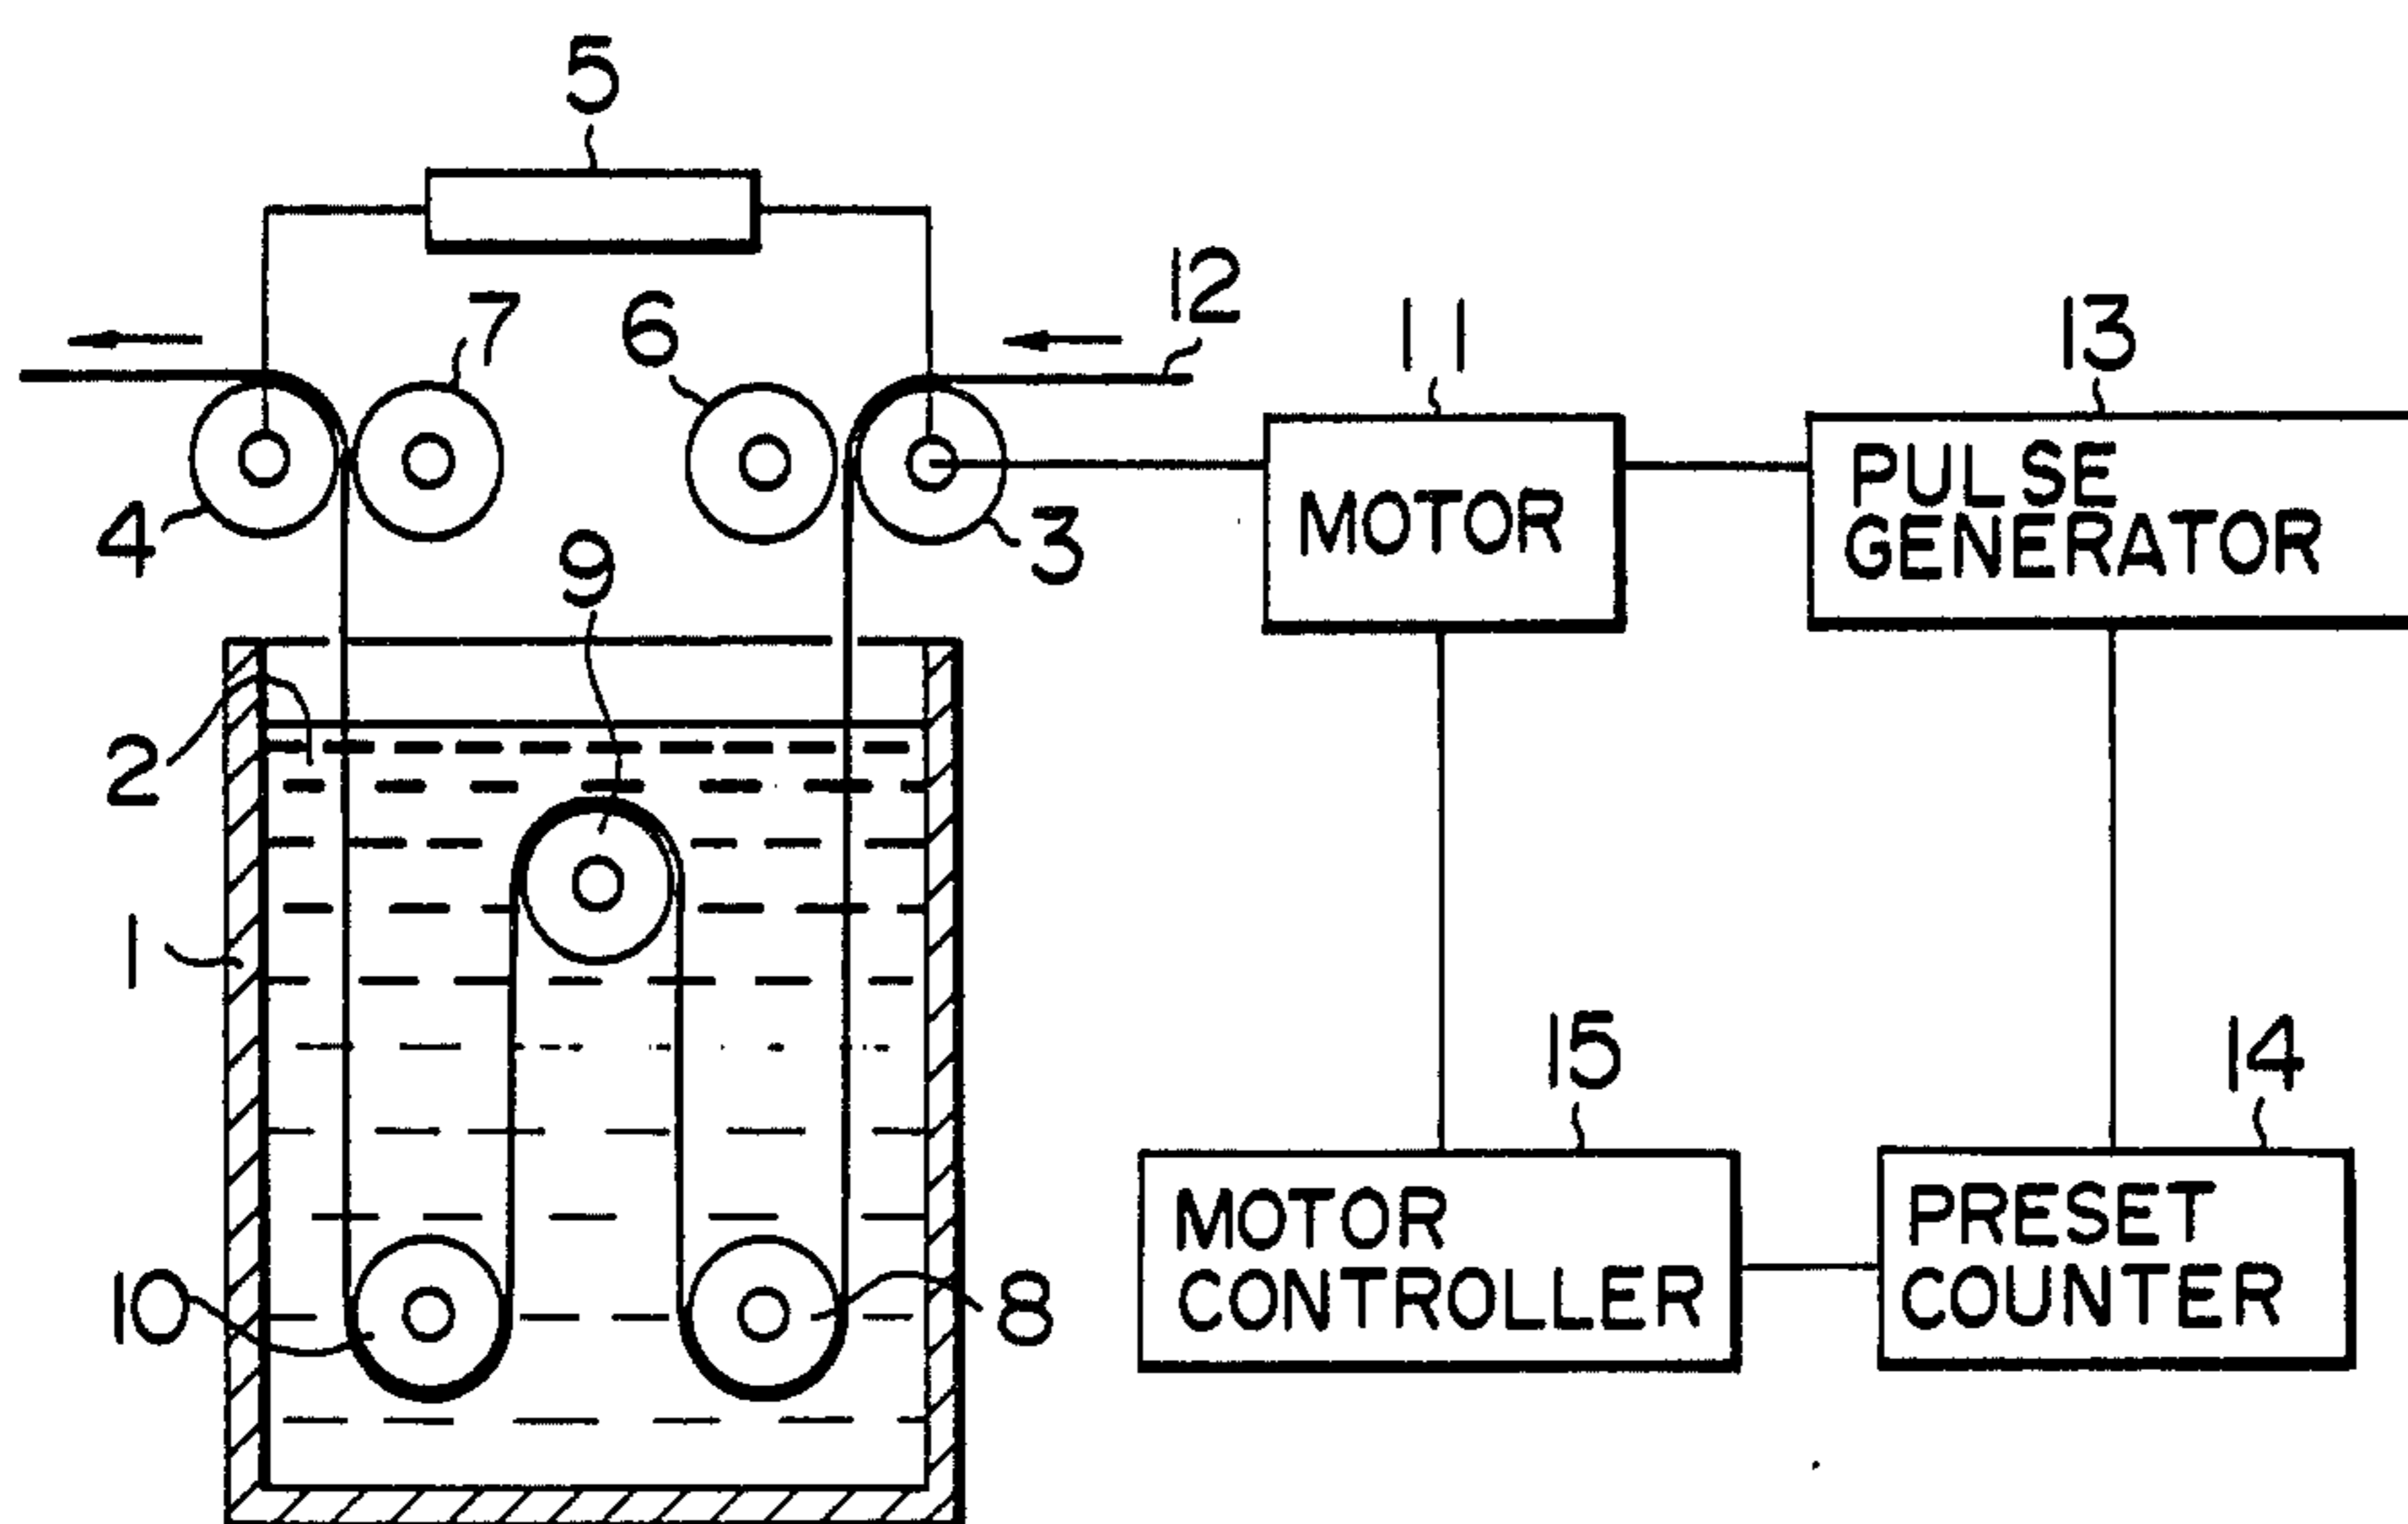 5
12
7
6
11
13
4
9
3
MOTOR
PULSE
GENERATOR
2
1
15
14
10
8
MOTOR
CONTROLLER
PRESET
COUNTER